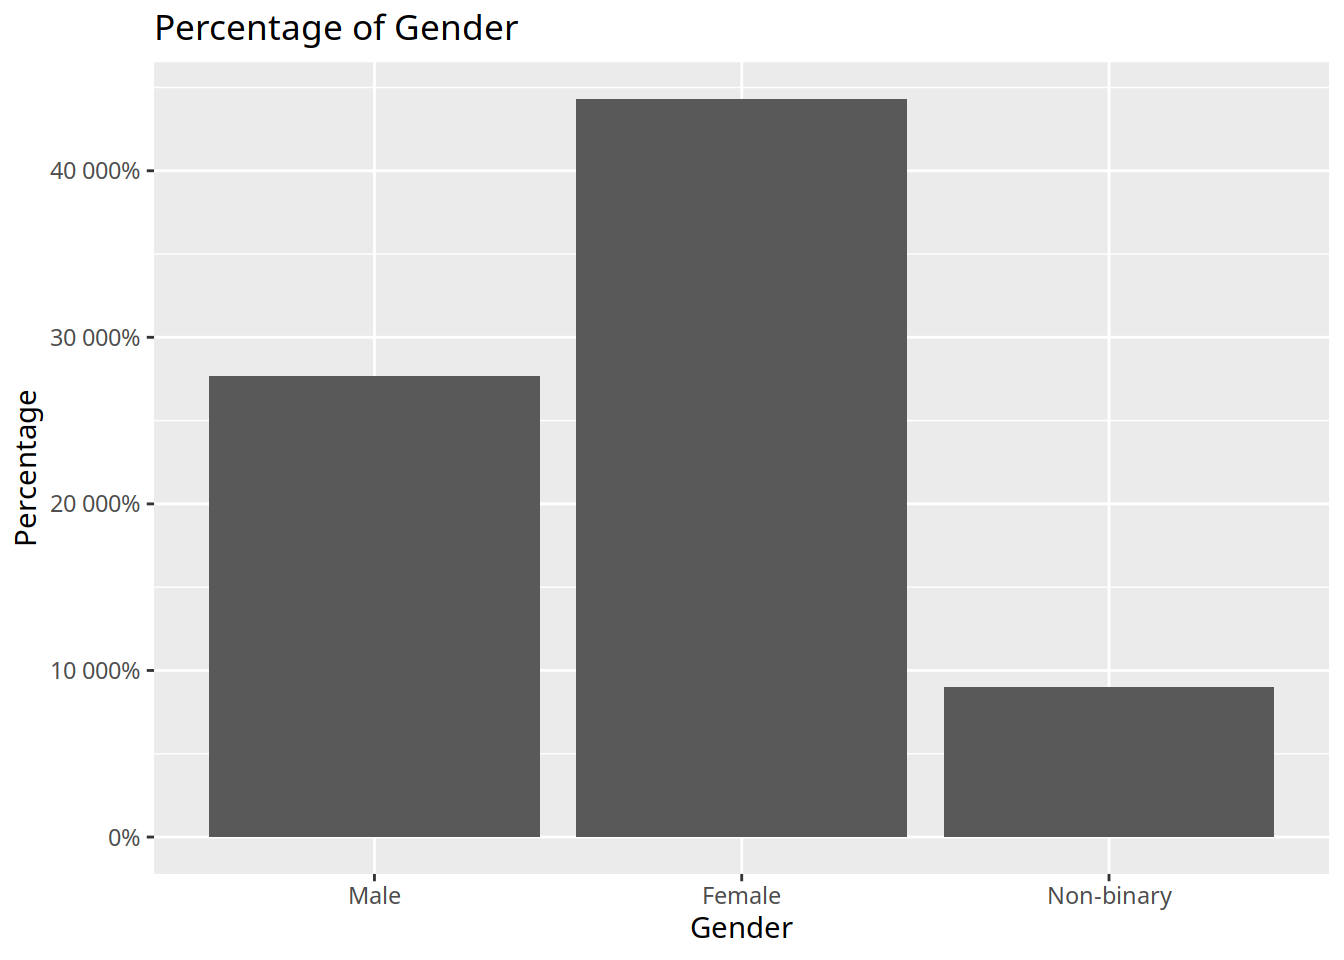 Percentage of Gender
Percentage
40 000%
30 000%
20 000%
10 000%
0%
Male Female Non-binary
Gender